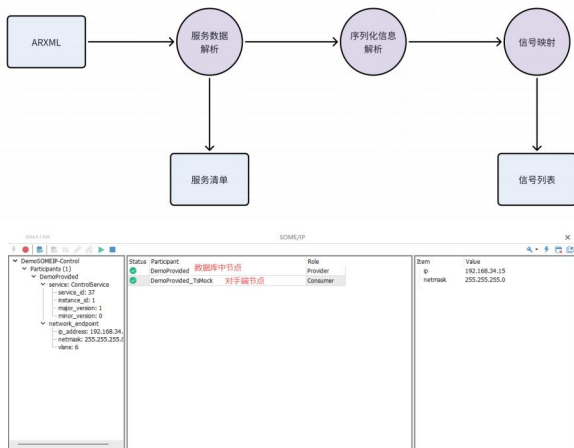 ARXML
服务数据
解析
序列化信息
解析
信号映射
服务清单
信号列表
SOME/IP
DemoSOMEIP-Control
Participants (1)
DemoProvided
service: ControlService
service_id: 37
instance_id: 1
major_version: 1
minor_version: 0
network_endpoint
ip_address: 192.168.34.
netmask: 255.255.255.0
vlans: 6
Status Participant Role
DemoProvided 数据库中节点 Provider
DemoProvided_TsMock 对手端节点 Consumer
Item Value
ip 192.168.34.15
netmask 255.255.255.0